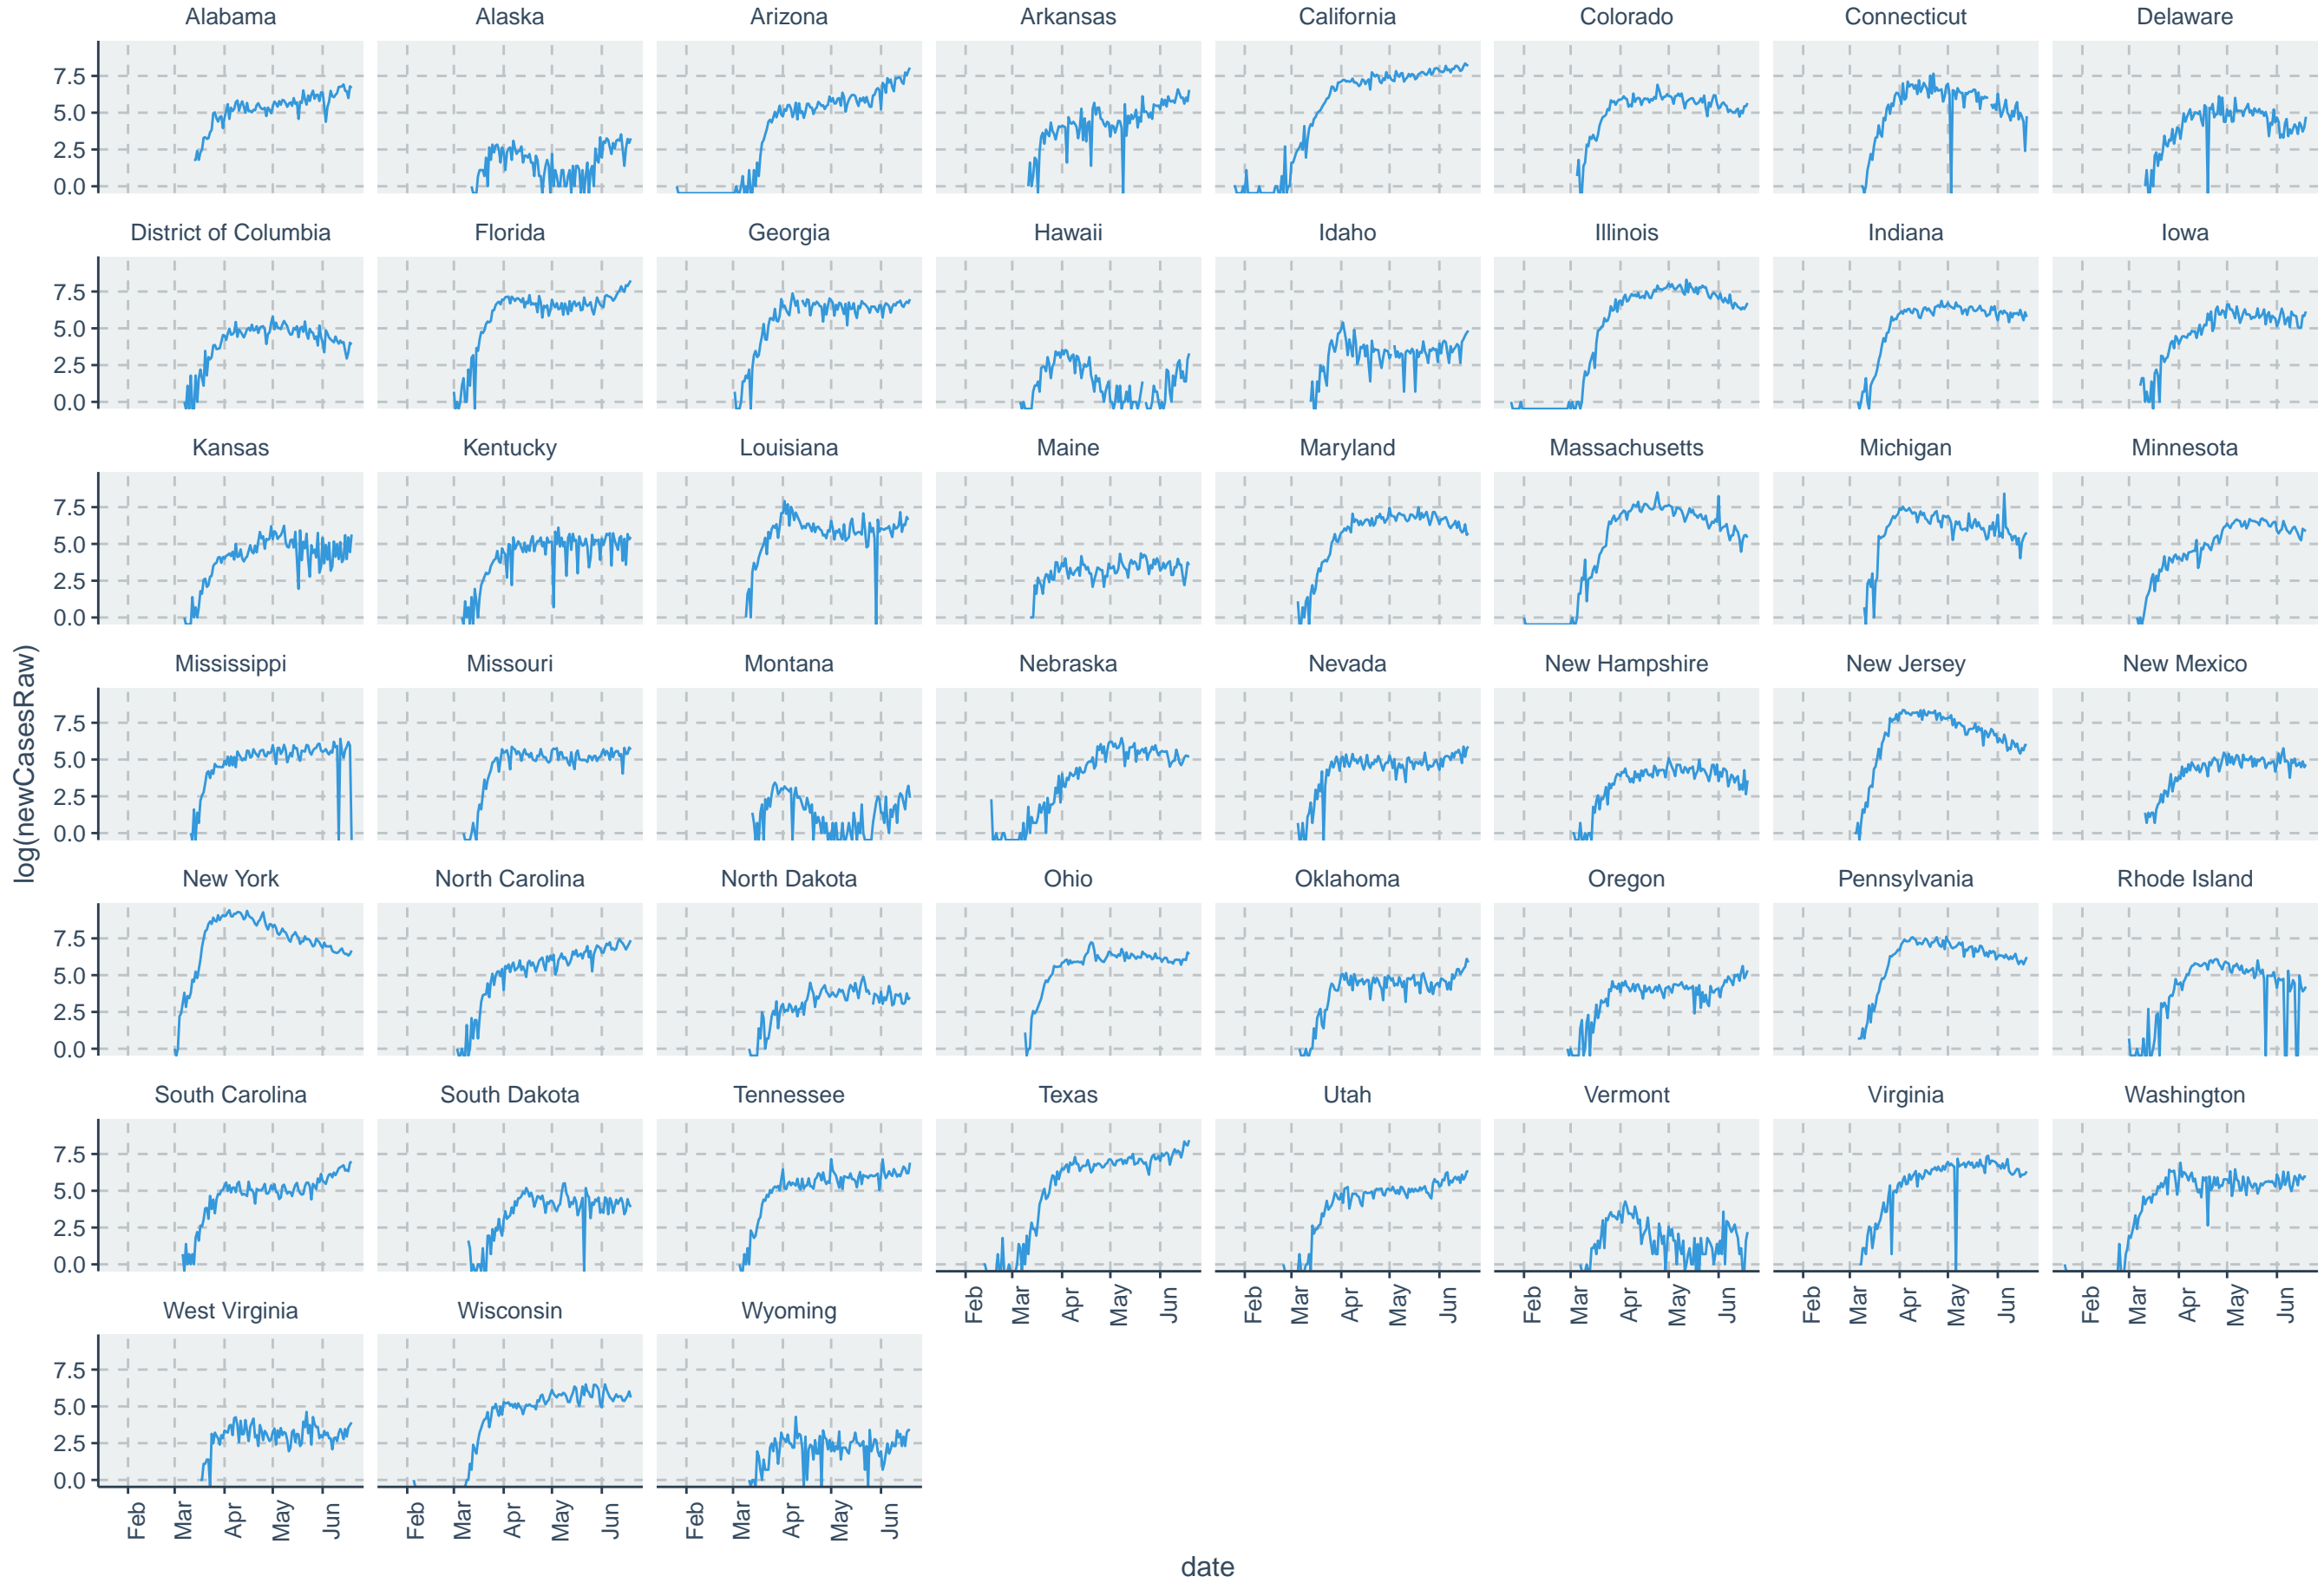 Alabama Alaska Arizona Arkansas California Colorado Connecticut Delaware
7.5
5.0
2.5
0.0
District of Columbia Florida Georgia Hawaii Idaho Illinois Indiana Iowa
7.5
5.0
2.5
0.0
Kansas Kentucky Louisiana Maine Maryland Massachusetts Michigan Minnesota
7.5
5.0
2.5
0.0
log(newCasesRaw)
Mississippi Missouri Montana Nebraska Nevada New Hampshire New Jersey New Mexico
7.5
5.0
2.5
0.0
New York North Carolina North Dakota Ohio Oklahoma Oregon Pennsylvania Rhode Island
7.5
5.0
2.5
0.0
South Carolina South Dakota Tennessee Texas Utah Vermont Virginia Washington
7.5
5.0
2.5
0.0
Feb Mar Apr May Jun Feb Mar Apr May Jun Feb Mar Apr May Jun Feb Mar Apr May Jun Feb Mar Apr May Jun
West Virginia Wisconsin Wyoming
7.5
5.0
2.5
0.0
Feb Mar Apr May Jun Feb Mar Apr May Jun Feb Mar Apr May Jun
date